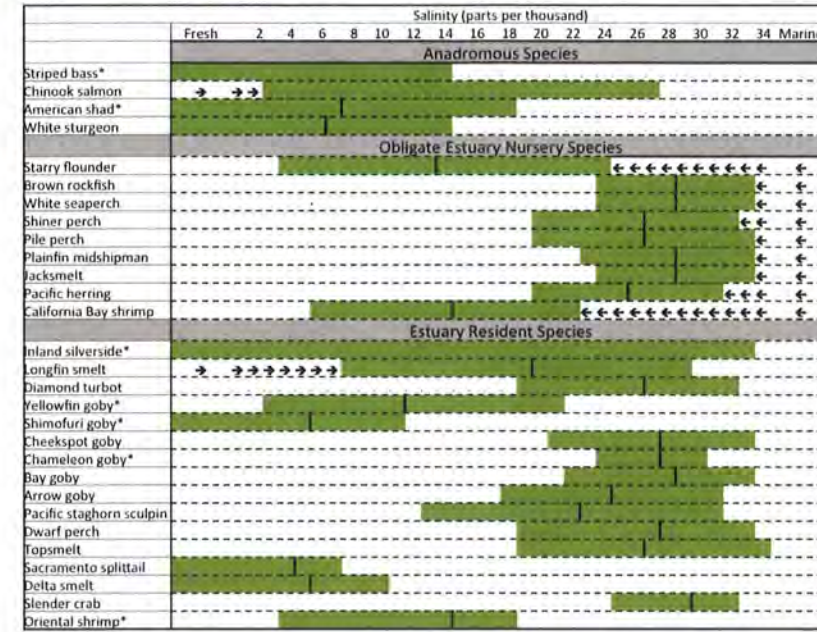 Salinity (parts per thousand)
Fresh 2 4 6 8 10 12 14 16 18 20 22 24 26 28 30 32 34 Marine
Anadromous Species
Striped bass*
Chinook salmon
American shad*
White sturgeon
Obligate Estuary Nursery Species
Starry flounder
Brown rockfish
White seaperch
Shiner perch
Pile perch
Plainfin midshipman
Jacksmelt
Pacific herring
California Bay shrimp
Estuary Resident Species
Inland silverside*
Longfin smelt
Diamond turbot
Yellowfin goby*
Shimofuri goby*
Cheekspot goby
Chameleon goby*
Bay goby
Arrow goby
Pacific staghorn sculpin
Dwarf perch
Topsmelt
Sacramento splittail
Delta smelt
Slender crab
Oriental shrimp*